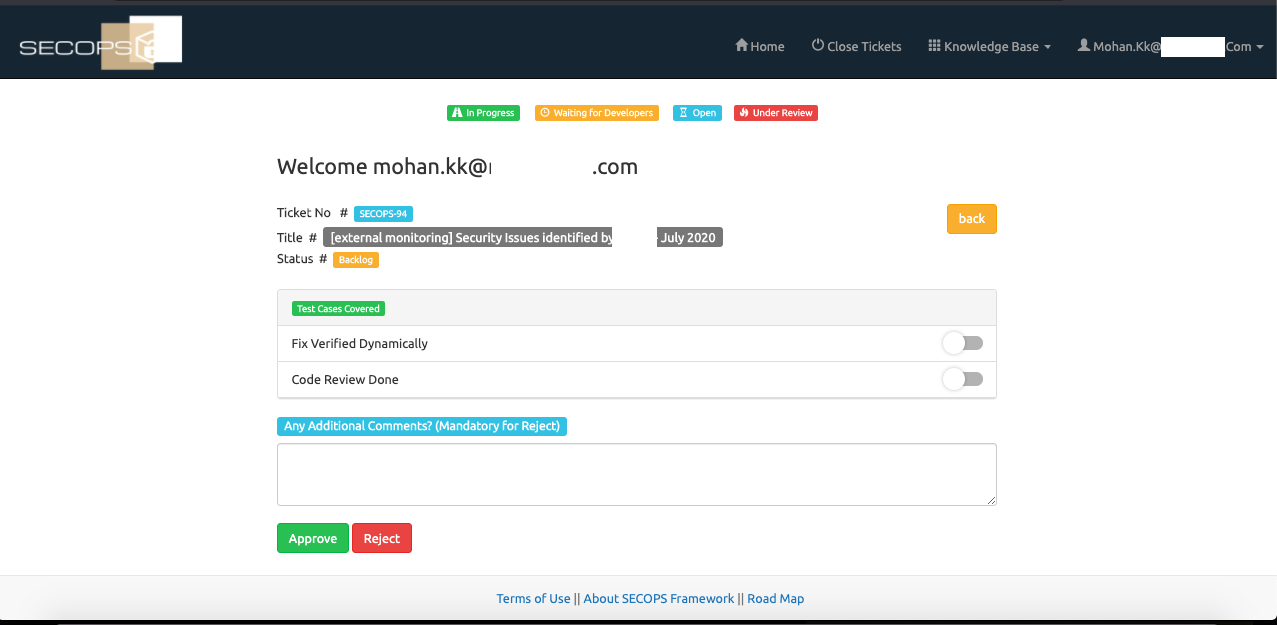 SECOPS
Home Close Tickets Knowledge Base Mohan.Kk@ Com
In Progress Waiting for Developers Open Under Review
Welcome mohan.kk@ .com
Ticket No # SECOPS-94
back
Title # [external monitoring] Security Issues identified by July 2020
Status # Backlog
Test Cases Covered
Fix Verified Dynamically
Code Review Done
Any Additional Comments? (Mandatory for Reject)
Approve Reject
Terms of Use || About SECOPS Framework || Road Map